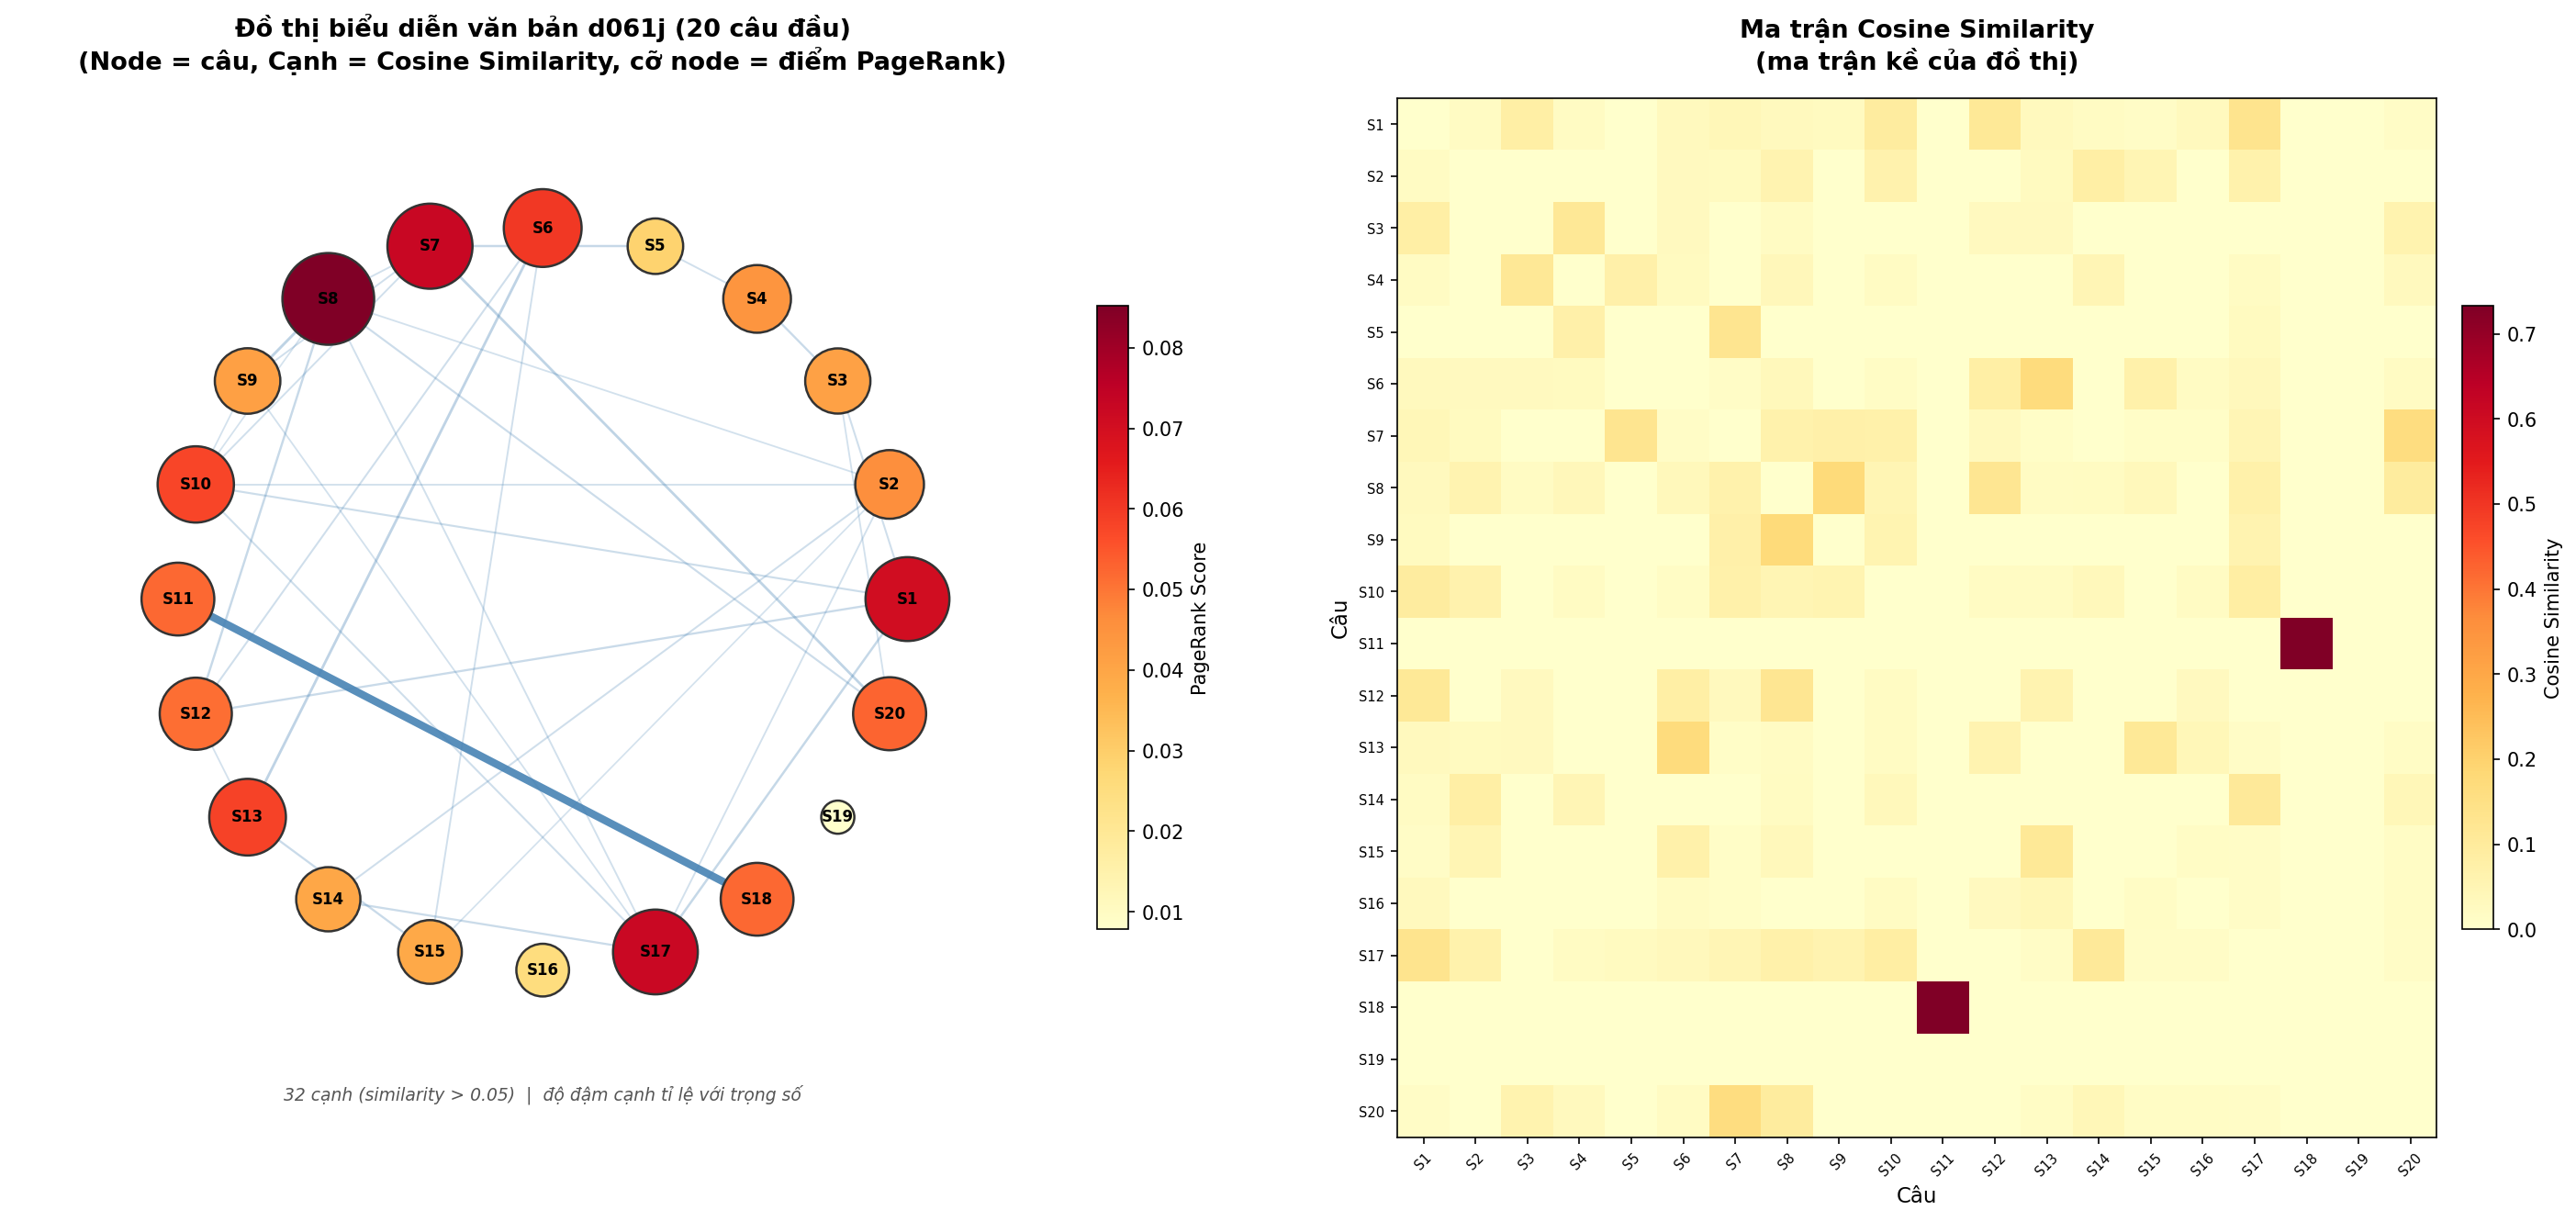 Đồ thị biểu diễn văn bản d061j (20 câu đầu)
(Node = câu, Cạnh = Cosine Similarity, cỡ node = điểm PageRank)
S6
S7
S5
S8
S4
S9
S3
S10
S2
S11
S1
S12
S20
S13
S19
S14
S18
S15
S17
S16
32 cạnh (similarity > 0.05)  |  độ đậm cạnh tỉ lệ với trọng số
0.08
0.07
0.06
0.05
0.04
0.03
0.02
0.01
PageRank Score
Ma trận Cosine Similarity
(ma trận kề của đồ thị)
Câu
S1
S2
S3
S4
S5
S6
S7
S8
S9
S10
S11
S12
S13
S14
S15
S16
S17
S18
S19
S20
S1 S2 S3 S4 S5 S6 S7 S8 S9 S10 S11 S12 S13 S14 S15 S16 S17 S18 S19 S20
Câu
0.7
0.6
0.5
0.4
0.3
0.2
0.1
0.0
Cosine Similarity